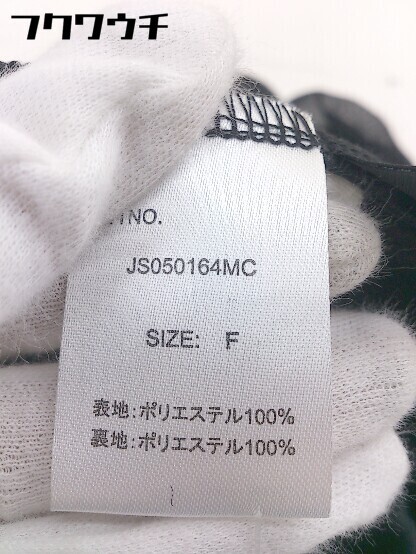 フクワウチ
NO.
JS050164MC
SIZE: F
表地:ポリエステル100%
裏地:ポリエステル100%